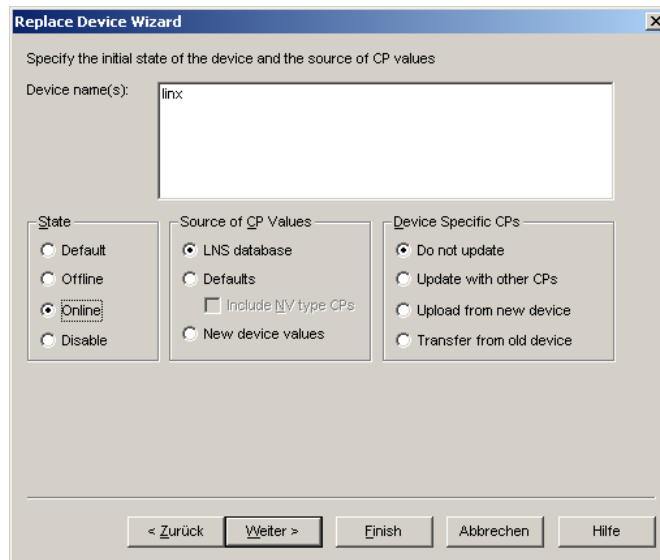 Replace Device Wizard
Specify the initial state of the device and the source of CP values
Device name(s):
linx
State
Default
Offline
Online
Disable
Source of CP Values
LNS database
Defaults
Include NV type CPs
New device values
Device Specific CPs
Do not update
Update with other CPs
Upload from new device
Transfer from old device
< Zurück
Weiter >
Finish
Abbrechen
Hilfe